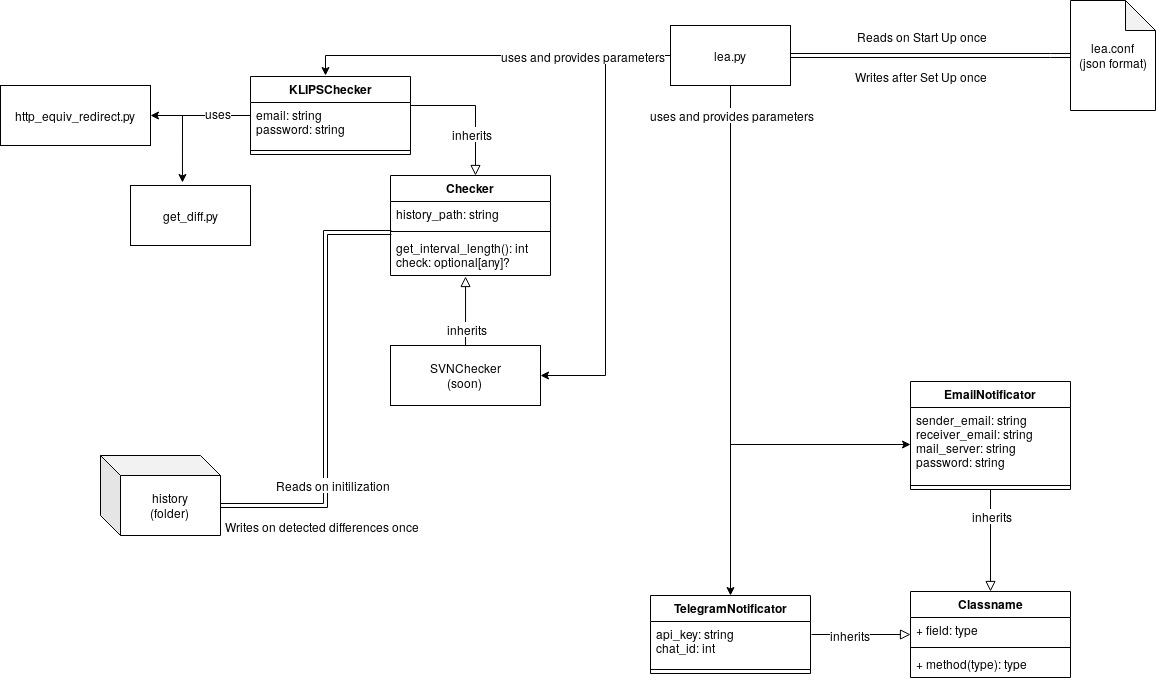 Reads on Start Up once
lea.conf
(json format)
lea.py
uses and provides parameters
Writes after Set Up once
KLIPSChecker
email: string
password: string
http_equiv_redirect.py
uses
uses and provides parameters
inherits
Checker
history_path: string
get_interval_length(): int
check: optional[any]?
get_diff.py
inherits
SVNChecker
(soon)
EmailNotificator
sender_email: string
receiver_email: string
mail_server: string
password: string
Reads on initilization
history
(folder)
Writes on detected differences once
inherits
TelegramNotificator
api_key: string
chat_id: int
inherits
Classname
+ field: type
+ method(type): type